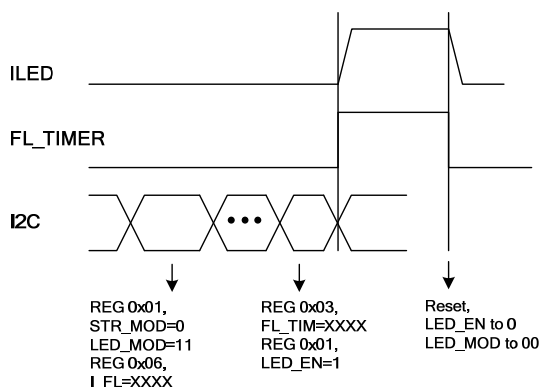 ILED
FL_TIMER
I2C
REG 0x01,
STR_MOD=0
LED_MOD=11
REG 0x06,
I_FL=XXXX
REG 0x03,
FL_TIM=XXXX
REG 0x01,
LED_EN=1
Reset,
LED_EN to 0
LED_MOD to 00